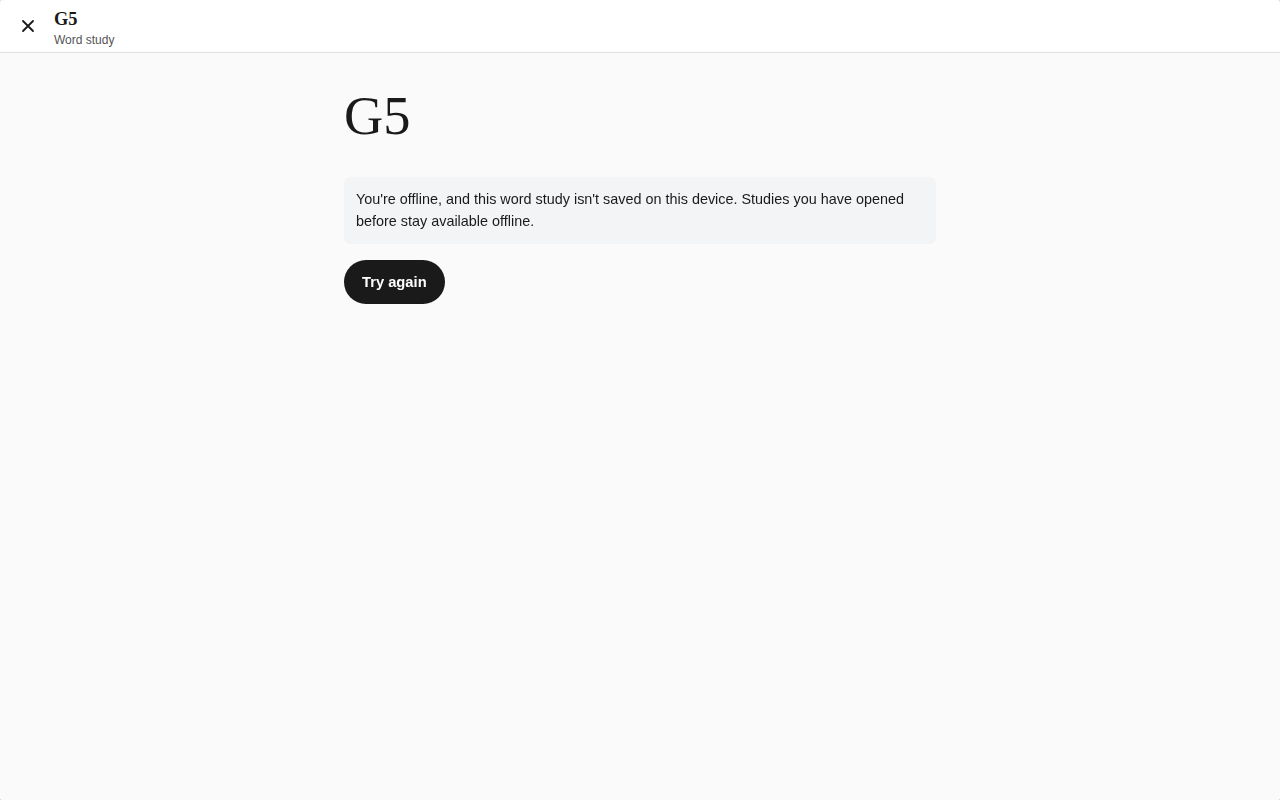 G5
Word study
G5
You're offline, and this word study isn't saved on this device. Studies you have opened
before stay available offline.
Try again